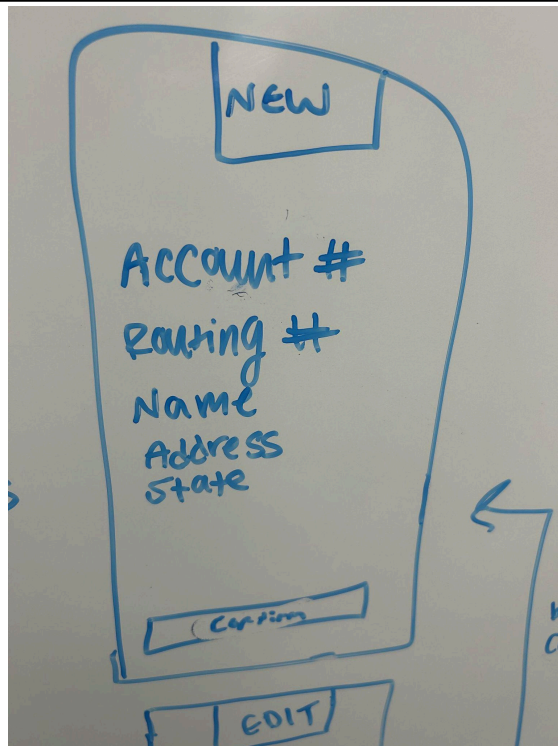 NEW
Account #
Routing #
Name
Address
State
Confirm
EDIT